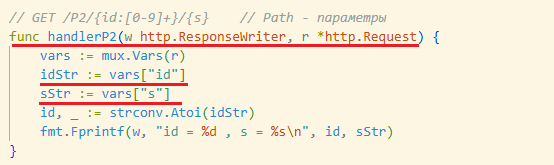 // GET /P2/{id:[0-9]+}/{s}    // Path - параметры
func handlerP2(w http.ResponseWriter, r *http.Request) {
    vars := mux.Vars(r)
    idStr := vars["id"]
    sStr := vars["s"]
    id, _ := strconv.Atoi(idStr)
    fmt.Fprintf(w, "id = %d , s = %s\n", id, sStr)
}